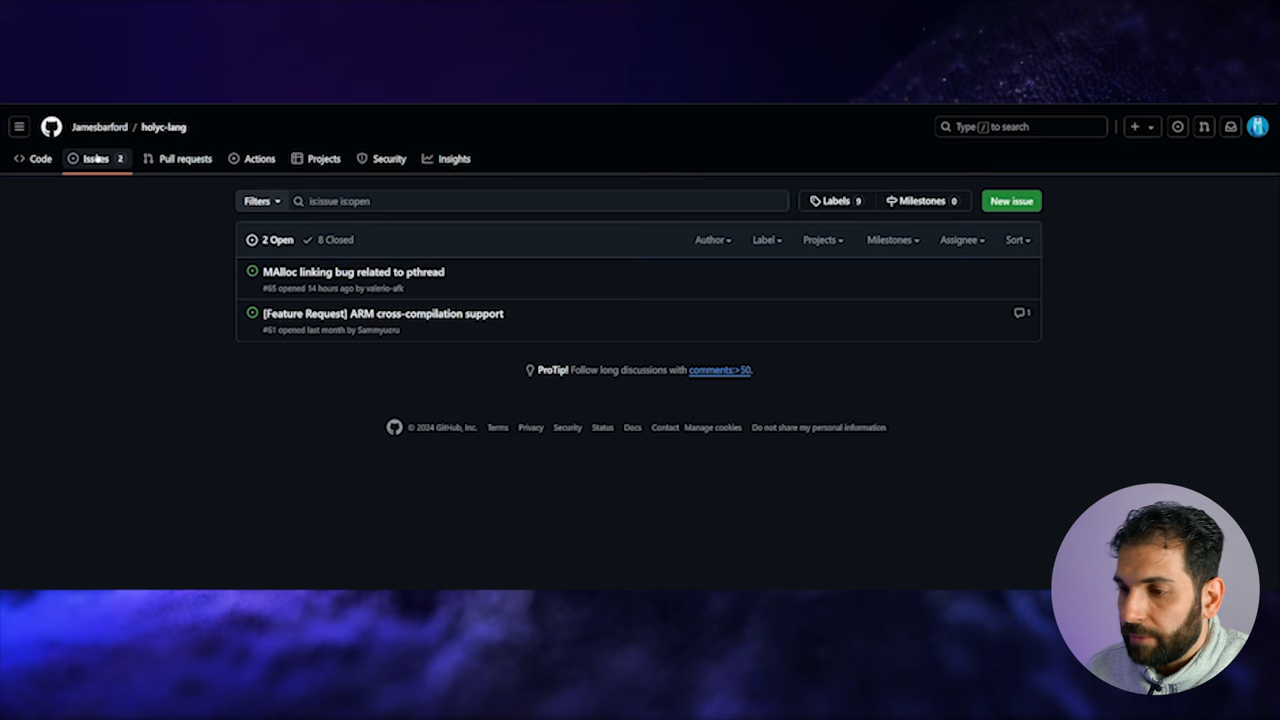 Jamesbarford / holyc-lang
Type / to search
Code
Issues 2
Pull requests
Actions
Projects
Security
Insights
Filters
is:issue is:open
Labels 9
Milestones 0
New issue
2 Open
8 Closed
Author
Label
Projects
Milestones
Assignee
Sort
MAlloc linking bug related to pthread
#65 opened 14 hours ago by valerio-afk
[Feature Request] ARM cross-compilation support
1
#61 opened last month by Sammyueru
ProTip! Follow long discussions with comments:>50.
© 2024 GitHub, Inc.
Terms
Privacy
Security
Status
Docs
Contact
Manage cookies
Do not share my personal information